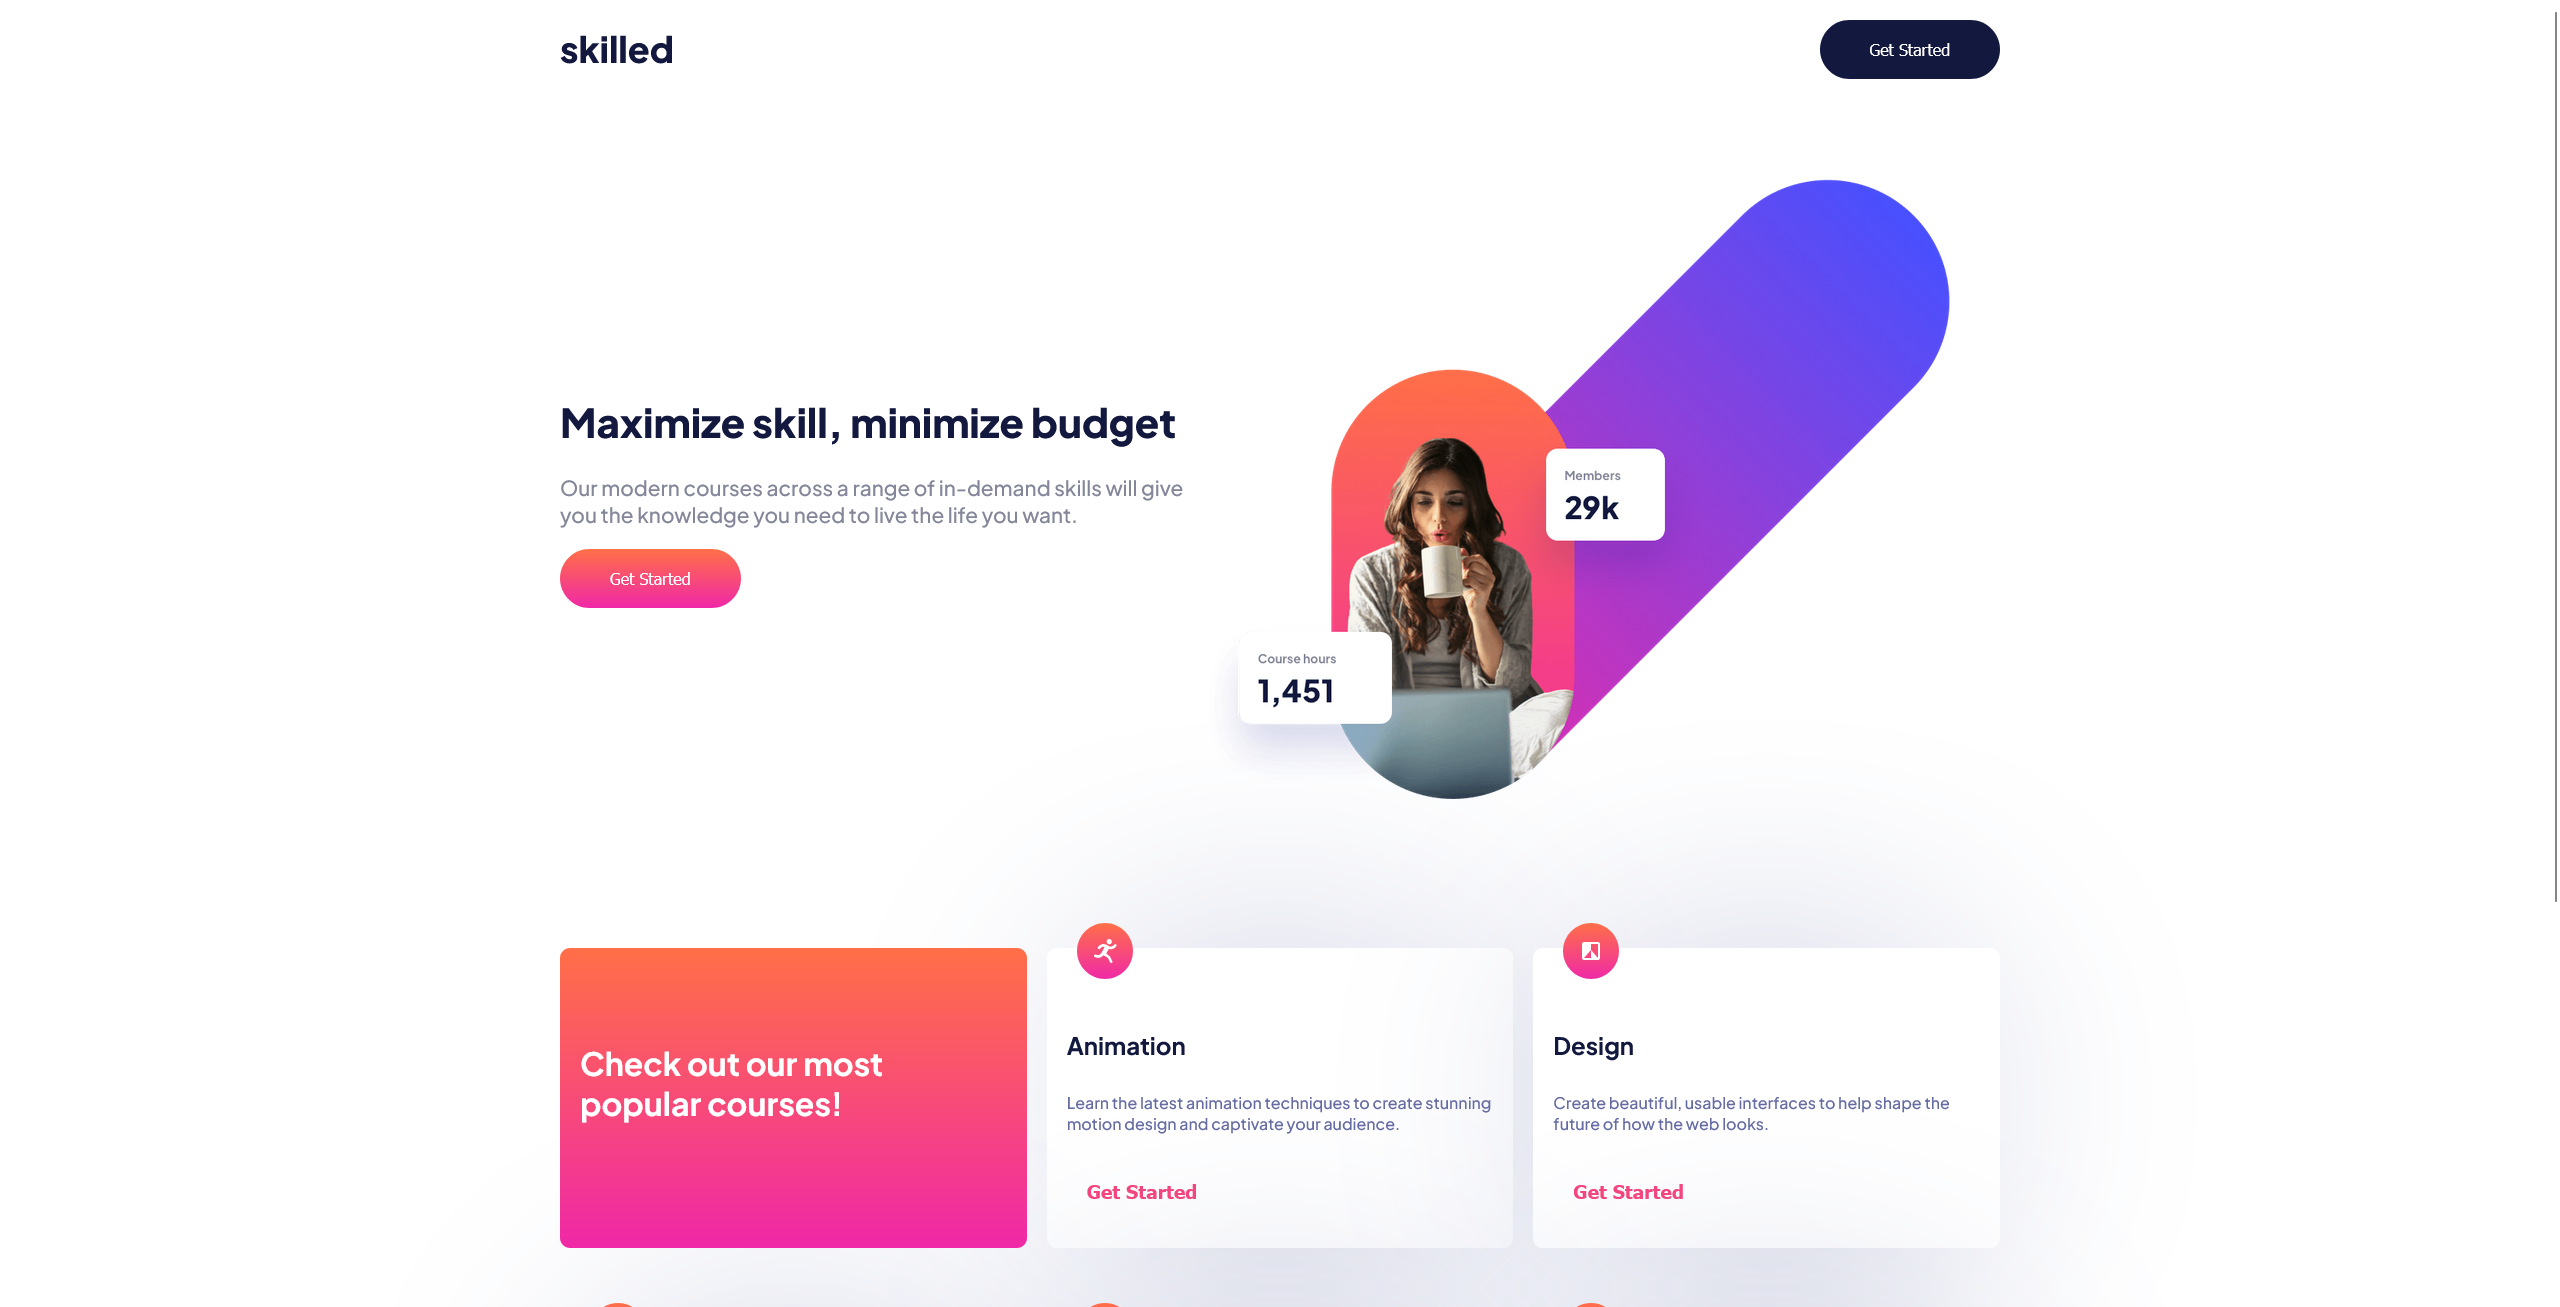 skilled
Get Started
Maximize skill, minimize budget
Our modern courses across a range of in-demand skills will give
you the knowledge you need to live the life you want.
Get Started
Members
29k
Course hours
1,451
Check out our most
popular courses!
Animation
Learn the latest animation techniques to create stunning
motion design and captivate your audience.
Get Started
Design
Create beautiful, usable interfaces to help shape the
future of how the web looks.
Get Started